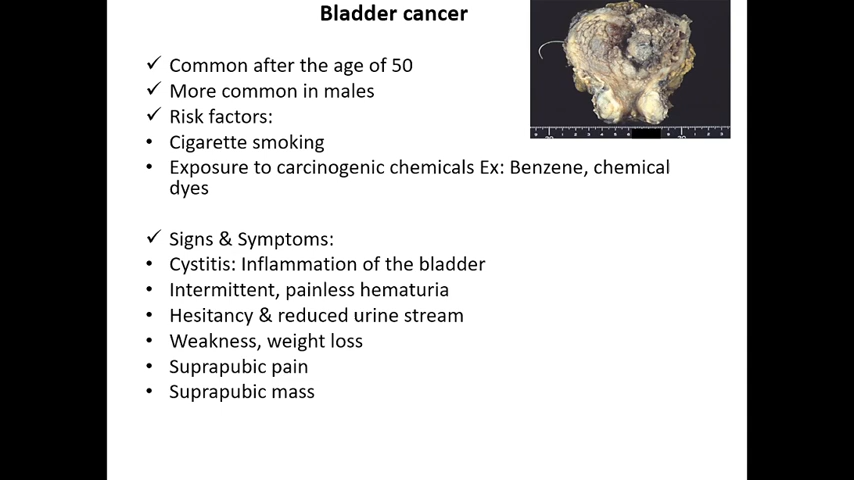 Bladder cancer
✓ Common after the age of 50
✓ More common in males
✓ Risk factors:
• Cigarette smoking
• Exposure to carcinogenic chemicals Ex: Benzene, chemical
dyes
✓ Signs & Symptoms:
• Cystitis: Inflammation of the bladder
• Intermittent, painless hematuria
• Hesitancy & reduced urine stream
• Weakness, weight loss
• Suprapubic pain
• Suprapubic mass